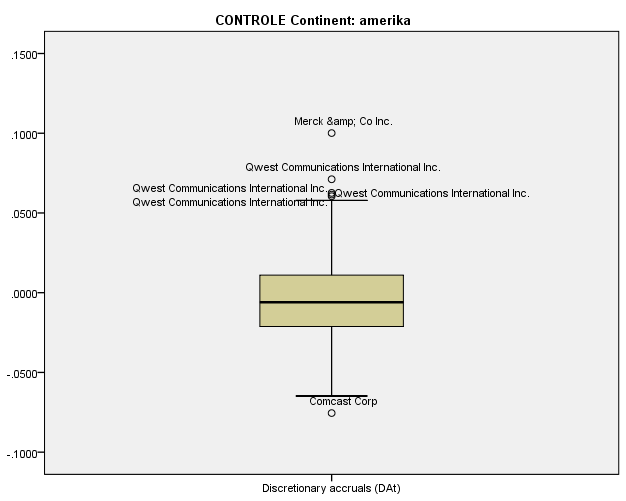 CONTROLE Continent: amerika
.1500
.1000
.0500
.0000
-.0500
-.1000
Merck &amp; Co Inc.
Qwest Communications International Inc.
Qwest Communications International Inc.
Qwest Communications International Inc.
Qwest Communications International Inc.
Comcast Corp
Discretionary accruals (DAt)